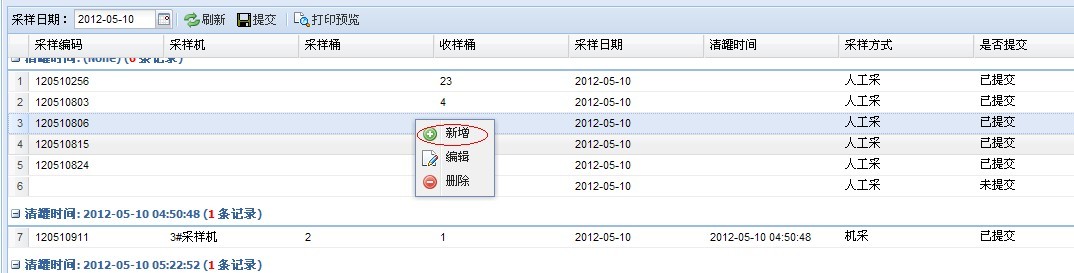 采样日期: 2012-05-10 刷新 提交 打印预览
采样编码 采样机 采样桶 收样桶 采样日期 清罐时间 采样方式 是否提交
清罐时间: (None) (6 条记录)
1 120510256 23 2012-05-10 人工采 已提交
2 120510803 4 2012-05-10 人工采 已提交
3 120510806 2012-05-10 人工采 已提交
新增
4 120510815 2012-05-10 人工采 已提交
编辑
5 120510824 2012-05-10 人工采 已提交
删除
6 2012-05-10 人工采 未提交
清罐时间: 2012-05-10 04:50:48 (1 条记录)
7 120510911 3#采样机 2 1 2012-05-10 2012-05-10 04:50:48 机采 已提交
清罐时间: 2012-05-10 05:22:52 (1 条记录)